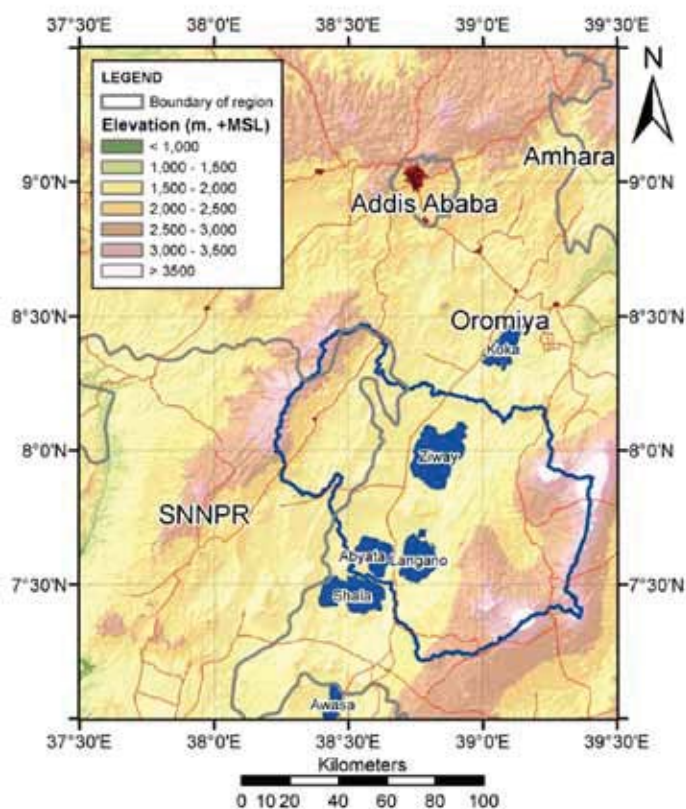 37°30'E 38°0'E 38°30'E 39°0'E 39°30'E
N
LEGEND
Boundary of region
Elevation (m. +MSL)
< 1,000
1,000 - 1,500
1,500 - 2,000
2,000 - 2,500
2,500 - 3,000
3,000 - 3,500
> 3500
Amhara
9°0'N 9°0'N
Addis Ababa
Oromiya
8°30'N 8°30'N
Koka
8°0'N 8°0'N
Ziway
SNNPR
Abyata Langano
7°30'N 7°30'N
Shala
Awasa
37°30'E 38°0'E 38°30'E 39°0'E 39°30'E
Kilometers
0 10 20 40 60 80 100